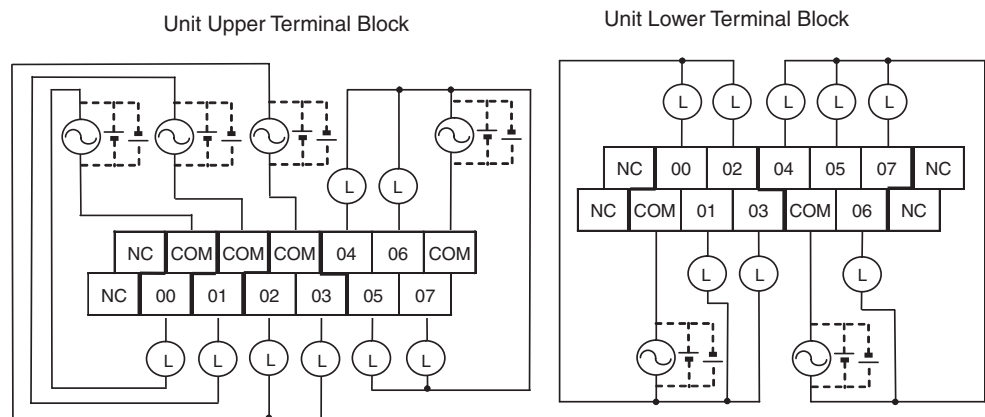 Unit Upper Terminal Block
L L
NC COM COM COM 04 06 COM
NC 00 01 02 03 05 07
L L L L L L
Unit Lower Terminal Block
L L L L L
NC 00 02 04 05 07 NC
NC COM 01 03 COM 06 NC
L L L